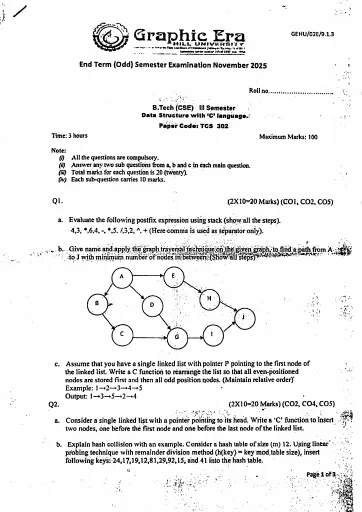 Graphic Era
HILL UNIVERSITY
GEHU/02E/9.1.3
End Term (Odd) Semester Examination November 2025
Roll no.
B.Tech (CSE) III Semester
Data Structure with 'C' language.
Paper Code: TCS 302
Time: 3 hours Maximum Marks: 100
Note:
(i) All the questions are compulsory.
(ii) Answer any two sub questions from a, b and c in each main question.
(iii) Total marks for each question is 20 (twenty).
(iv) Each sub-question carries 10 marks.
Q1. (2X10=20 Marks) (CO1, CO2, CO5)
a. Evaluate the following postfix expression using stack (show all the steps).
4,3, *,6,4, -, *,5, /,3,2, ^, + (Here comma is used as separator only).
b. Give name and apply the graph traversal technique on the given graph, to find a path from A
to J with minimum number of nodes in between: (Show all steps)
A
E
B
D
H
J
C
G
I
c. Assume that you have a single linked list with pointer P pointing to the first node of
the linked list. Write a C function to rearrange the list so that all even-positioned
nodes are stored first and then all odd position nodes. (Maintain relative order)
Example: 1→2→3→4→5
Output: 1→3→5→2→4
Q2. (2X10=20 Marks) (CO2, CO4, CO5)
a. Consider a single linked list with a pointer pointing to its head. Write a 'C' function to insert
two nodes, one before the first node and one before the last node of the linked list.
b. Explain hash collision with an example. Consider a hash table of size (m) 12. Using linear
probing technique with remainder division method (h(key) = key mod table size), insert
following keys: 24,17,19,12,81,29,92,15, and 41 into the hash table.
Page 1 of 3